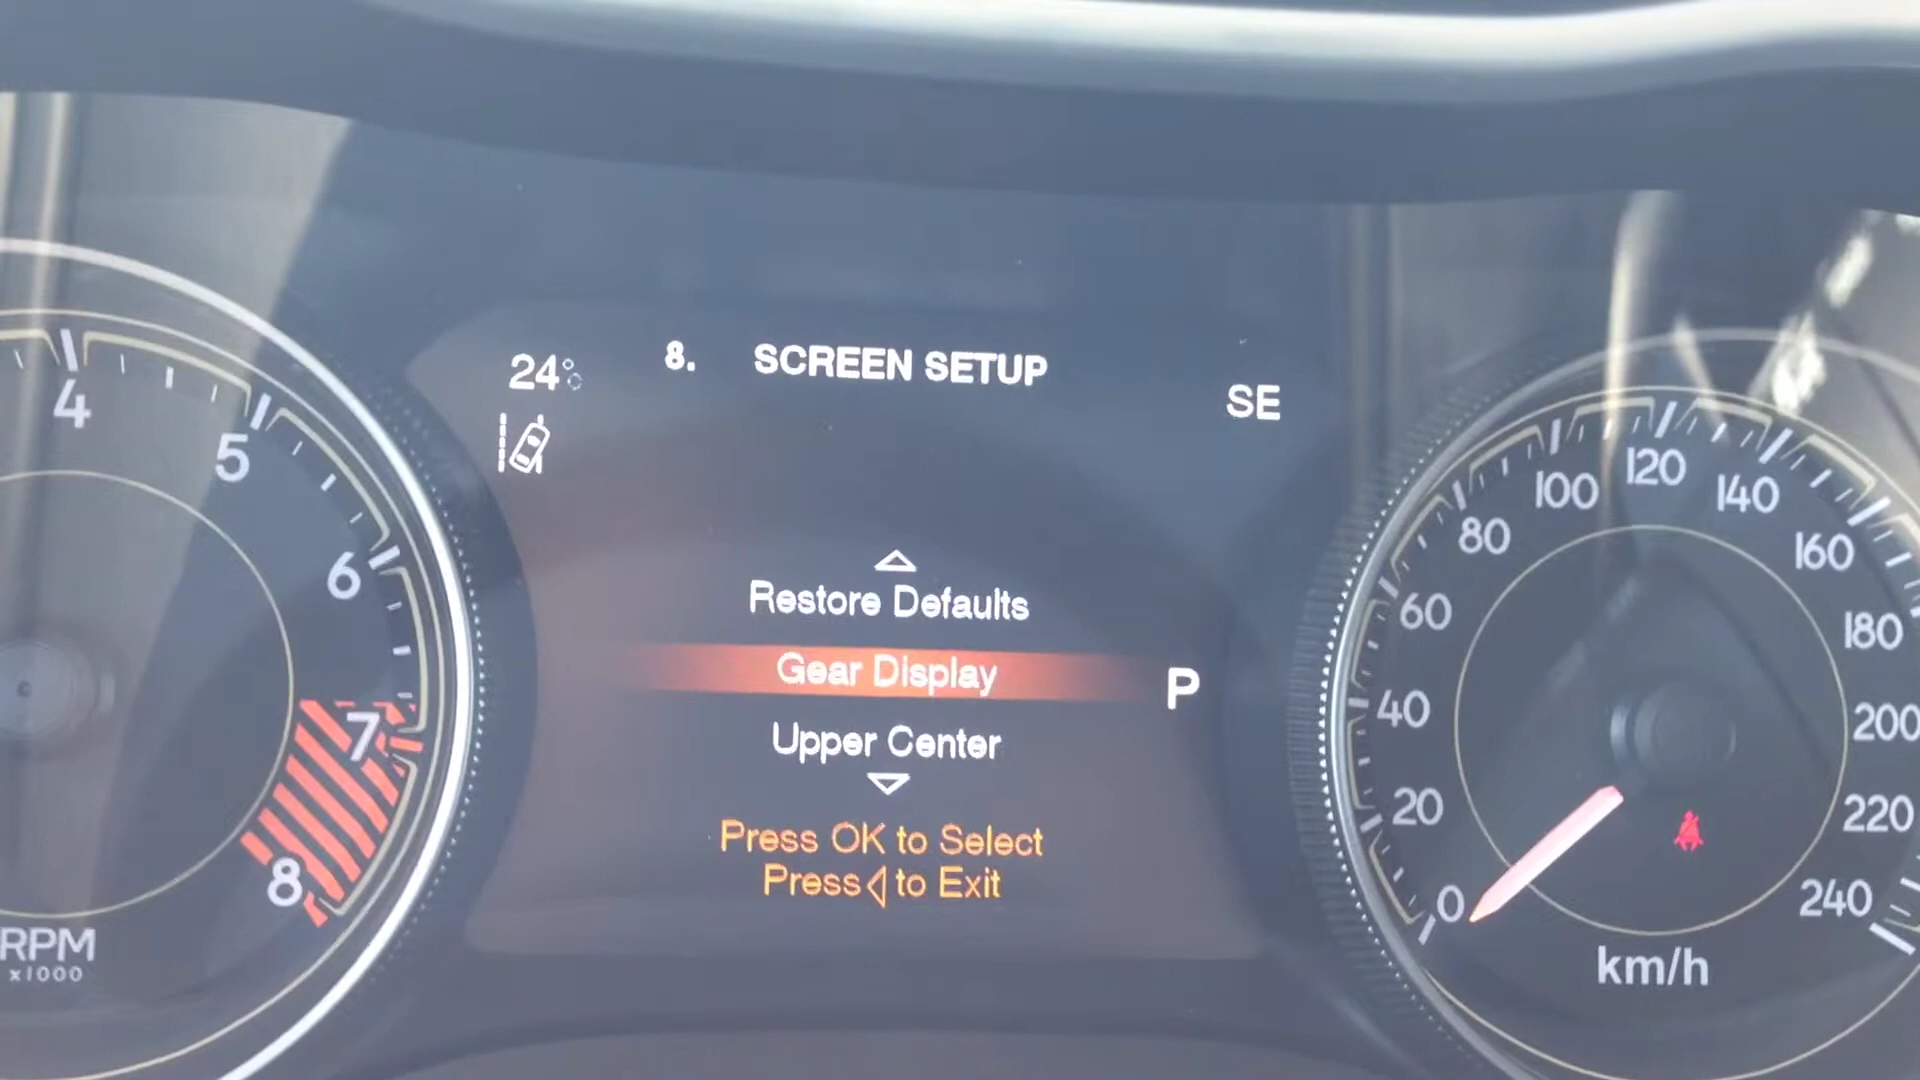 24°C
8. SCREEN SETUP
SE
Restore Defaults
Gear Display
P
Upper Center
Press OK to Select
Press to Exit
4
5
6
7
8
RPM
x1000
0
20
40
60
80
100
120
140
160
180
200
220
240
km/h